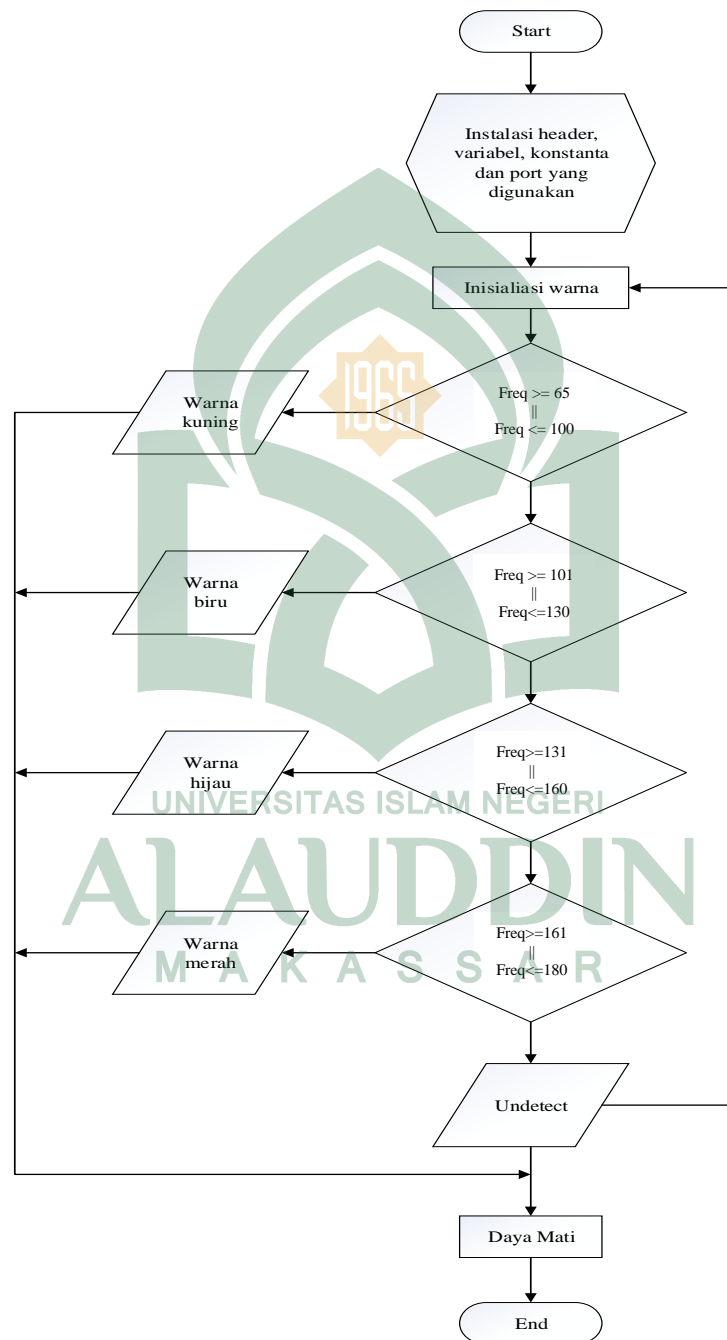 Start
Instalasi header,
variabel, konstanta
dan port yang
digunakan
Inisialiasi warna
1965
Freq >= 65
||
Freq <= 100
Warna
kuning
Freq >= 101
||
Freq<=130
Warna
biru
Freq>=131
||
Freq<=160
Warna
hijau
UNIVERSITAS ISLAM NEGERI
ALAUDDIN
Freq>=161
||
Freq<=180
Warna
merah
MAKASSAR
Undetect
Daya Mati
End